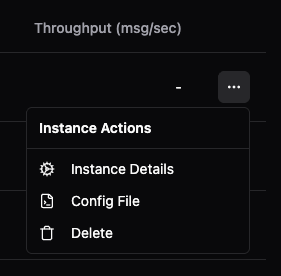 Throughput (msg/sec)
-
Instance Actions
Instance Details
Config File
Delete